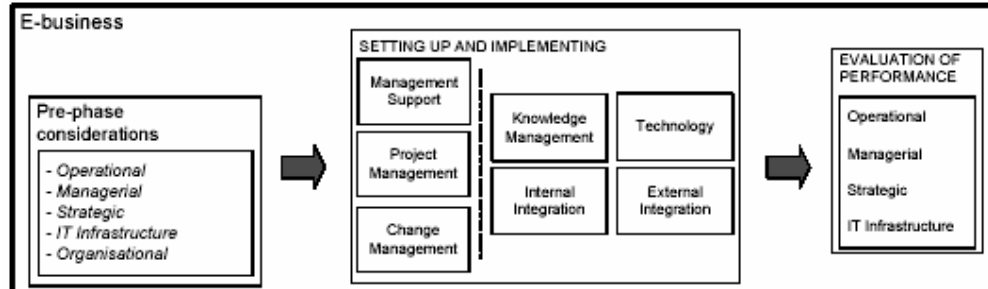 E-business
Pre-phase
considerations
- Operational
- Managerial
- Strategic
- IT Infrastructure
- Organisational
SETTING UP AND IMPLEMENTING
Management
Support
Project
Management
Change
Management
Knowledge
Management
Technology
Internal
Integration
External
Integration
EVALUATION OF
PERFORMANCE
Operational
Managerial
Strategic
IT Infrastructure